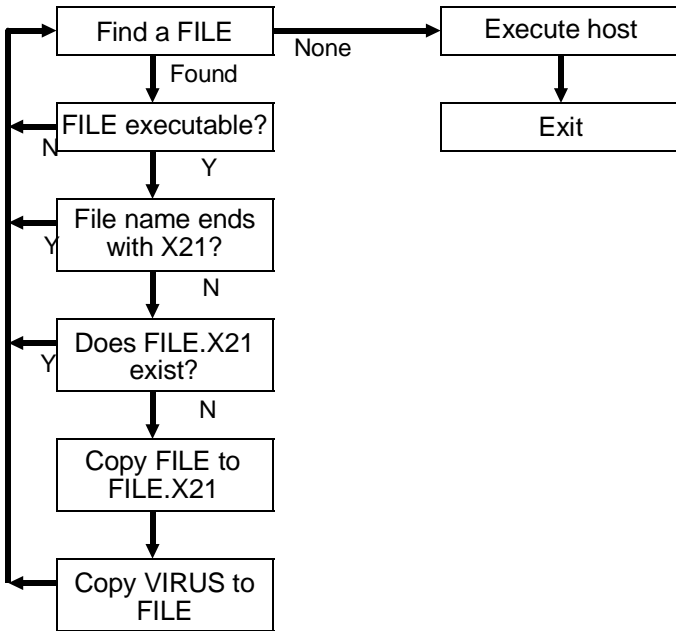 Find a FILE
None
Execute host
Found
FILE executable?
Exit
N
Y
File name ends
with X21?
Y
N
Does FILE.X21
exist?
Y
N
Copy FILE to
FILE.X21
Copy VIRUS to
FILE